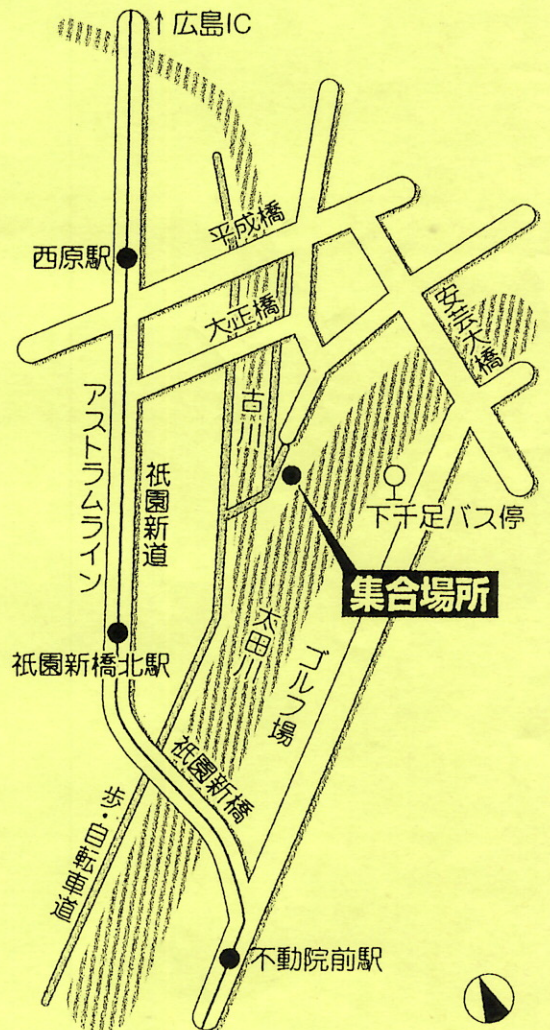 ↑広島IC
平成橋
西原駅
大正橋
安芸大橋
古川
アストラムライン
祇園新道
下千足バス停
集合場所
祇園新橋北駅
太田川
ゴルフ場
祇園新橋
歩・自転車道
不動院前駅